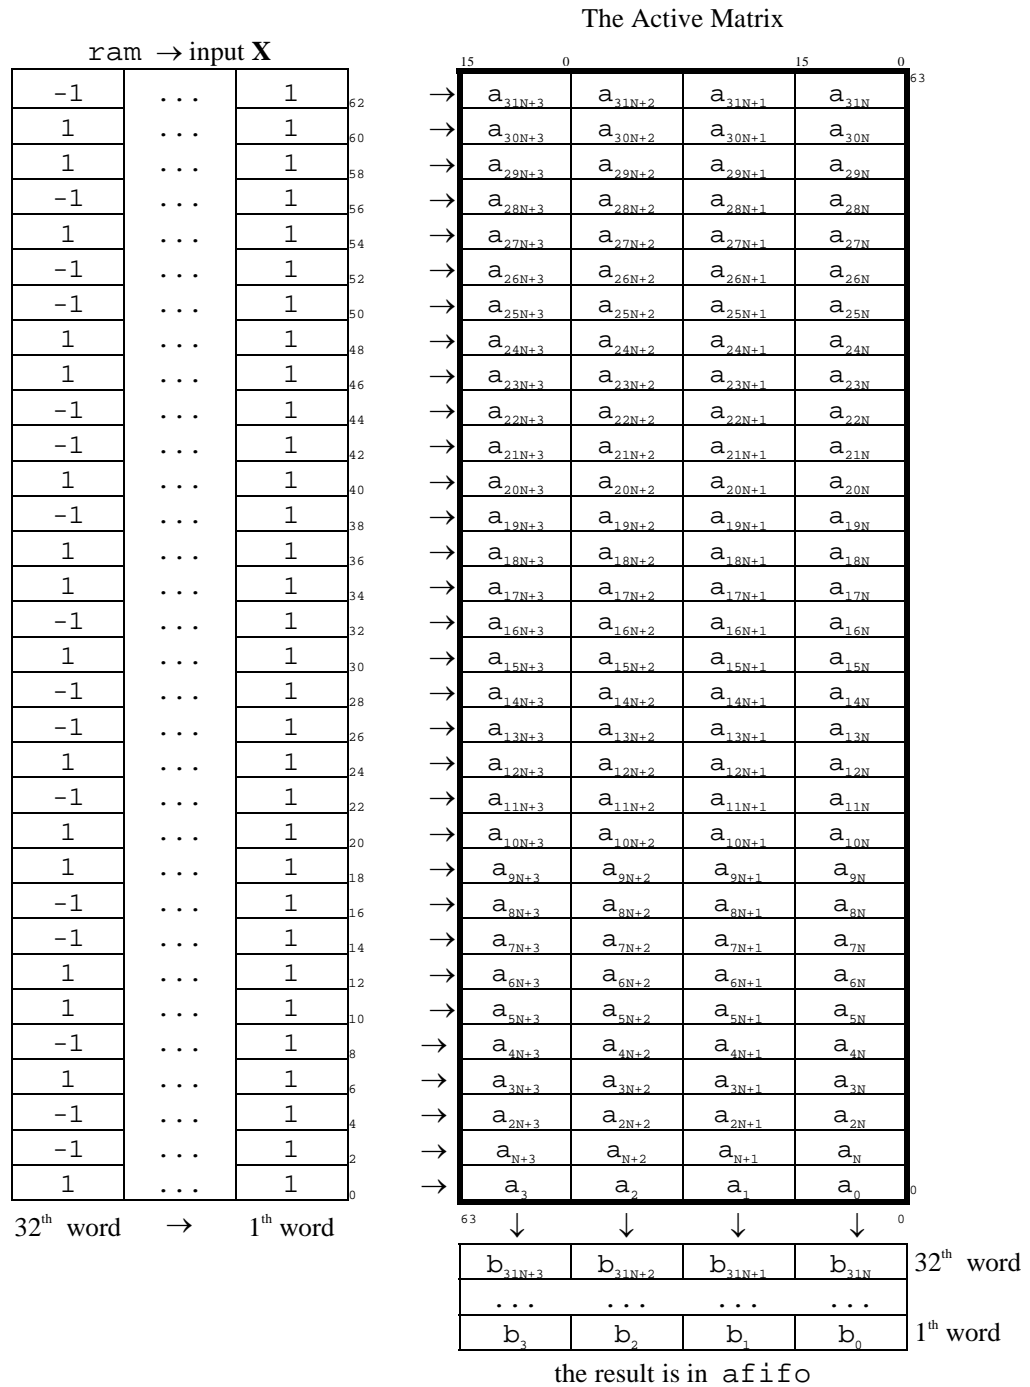 The Active Matrix
ram → input X
15 0 15 0
63
-1 ... 1 62 → a31N+3 a31N+2 a31N+1 a31N
1 ... 1 60 → a30N+3 a30N+2 a30N+1 a30N
1 ... 1 58 → a29N+3 a29N+2 a29N+1 a29N
-1 ... 1 56 → a28N+3 a28N+2 a28N+1 a28N
1 ... 1 54 → a27N+3 a27N+2 a27N+1 a27N
-1 ... 1 52 → a26N+3 a26N+2 a26N+1 a26N
-1 ... 1 50 → a25N+3 a25N+2 a25N+1 a25N
1 ... 1 48 → a24N+3 a24N+2 a24N+1 a24N
1 ... 1 46 → a23N+3 a23N+2 a23N+1 a23N
-1 ... 1 44 → a22N+3 a22N+2 a22N+1 a22N
-1 ... 1 42 → a21N+3 a21N+2 a21N+1 a21N
1 ... 1 40 → a20N+3 a20N+2 a20N+1 a20N
-1 ... 1 38 → a19N+3 a19N+2 a19N+1 a19N
1 ... 1 36 → a18N+3 a18N+2 a18N+1 a18N
1 ... 1 34 → a17N+3 a17N+2 a17N+1 a17N
-1 ... 1 32 → a16N+3 a16N+2 a16N+1 a16N
1 ... 1 30 → a15N+3 a15N+2 a15N+1 a15N
-1 ... 1 28 → a14N+3 a14N+2 a14N+1 a14N
-1 ... 1 26 → a13N+3 a13N+2 a13N+1 a13N
1 ... 1 24 → a12N+3 a12N+2 a12N+1 a12N
-1 ... 1 22 → a11N+3 a11N+2 a11N+1 a11N
1 ... 1 20 → a10N+3 a10N+2 a10N+1 a10N
1 ... 1 18 → a9N+3 a9N+2 a9N+1 a9N
-1 ... 1 16 → a8N+3 a8N+2 a8N+1 a8N
-1 ... 1 14 → a7N+3 a7N+2 a7N+1 a7N
1 ... 1 12 → a6N+3 a6N+2 a6N+1 a6N
1 ... 1 10 → a5N+3 a5N+2 a5N+1 a5N
-1 ... 1 8 → a4N+3 a4N+2 a4N+1 a4N
1 ... 1 6 → a3N+3 a3N+2 a3N+1 a3N
-1 ... 1 4 → a2N+3 a2N+2 a2N+1 a2N
-1 ... 1 2 → aN+3 aN+2 aN+1 aN
1 ... 1 0 → a3 a2 a1 a0 0
32th word → 1th word
63 ↓ ↓ ↓ ↓ 0
b31N+3 b31N+2 b31N+1 b31N 32th word
... ... ... ...
b3 b2 b1 b0 1th word
the result is in afifo